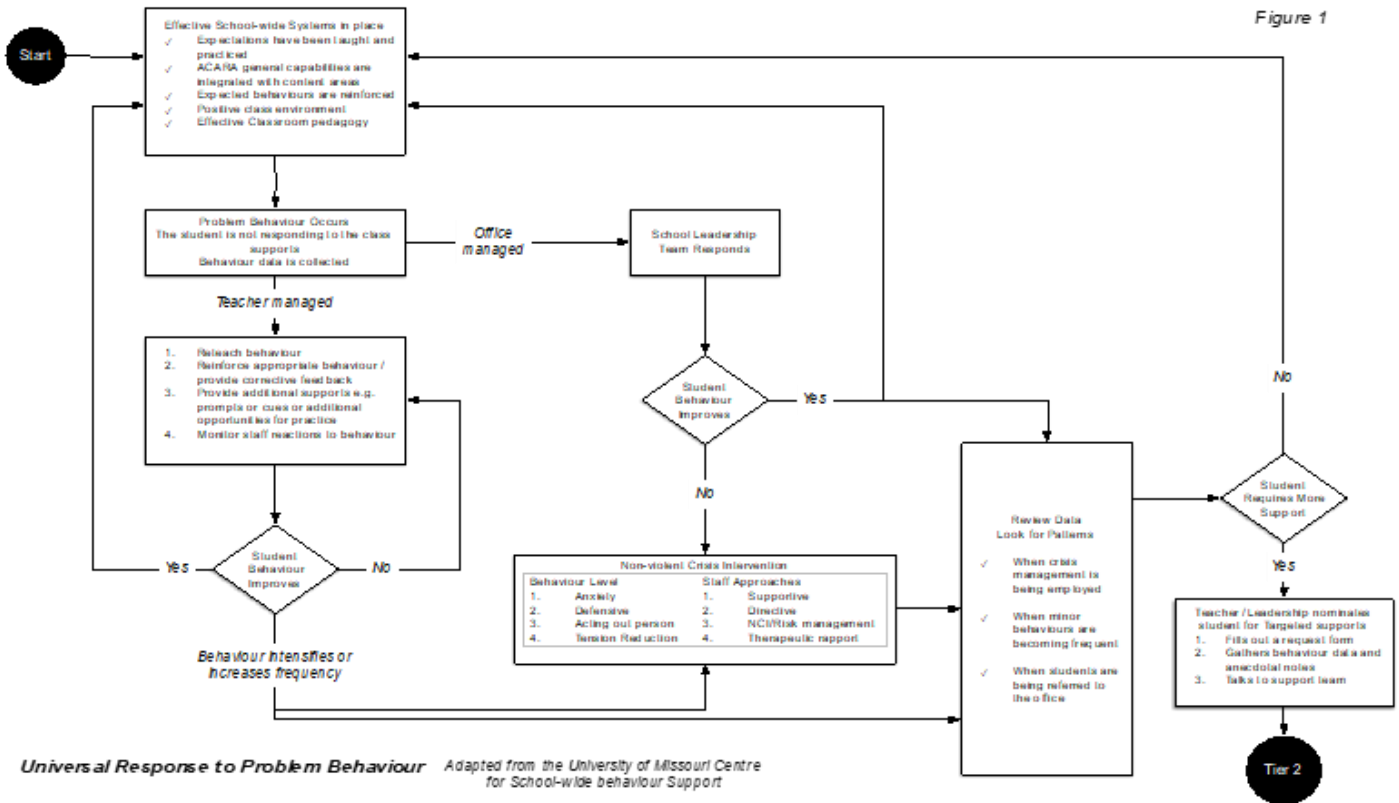 Figure 1
Start
Effective School-wide Systems in place
✓ Expectations have been taught and
practiced
✓ ACARA general capabilities are
integrated with content areas
✓ Expected behaviours are reinforced
✓ Positive class environment
✓ Effective Classroom pedagogy
Problem Behaviour Occurs
The student is not responding to the class
supports
Behaviour data is collected
Office
managed
School Leadership
Team Responds
Teacher managed
1. Reteach behaviour
2. Reinforce appropriate behaviour /
provide corrective feedback
3. Provide additional supports e.g.
prompts or cues or additional
opportunities for practice
4. Monitor staff reactions to behaviour
Student
Behaviour
Improves
Yes
No
No
Student
Behaviour
Improves
Yes
No
Behaviour intensifies or
increases frequency
Non-violent Crisis Intervention
Behaviour Level
1. Anxiety
2. Defensive
3. Acting out person
4. Tension Reduction
Staff Approaches
1. Supportive
2. Directive
3. NCI/Risk management
4. Therapeutic rapport
Review Data
Look for Patterns
✓ When crisis
management is
being employed
✓ When minor
behaviours are
becoming frequent
✓ When students are
being referred to
the office
Student
Requires More
Support
Yes
Teacher / Leadership nominates
student for Targeted supports
1. Fills out a request form
2. Gathers behaviour data and
anecdotal notes
3. Talks to support team
Tier 2
Universal Response to Problem Behaviour
Adapted from the University of Missouri Centre
for School-wide behaviour Support